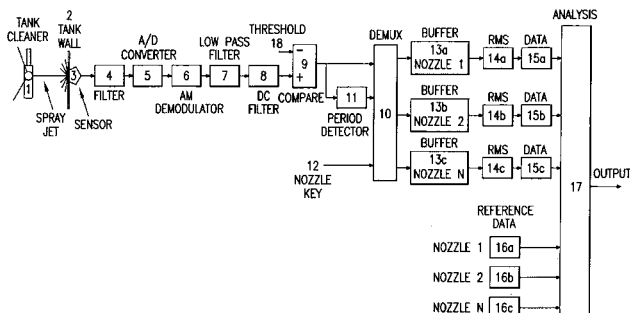 TANK CLEANER
1
2
TANK WALL
SPRAY JET
3
SENSOR
4
FILTER
A/D CONVERTER
5
6
AM DEMODULATOR
LOW PASS FILTER
7
8
DC FILTER
THRESHOLD
18
−
9
+
COMPARE
11
PERIOD DETECTOR
12
NOZZLE KEY
DEMUX
10
BUFFER
13a
NOZZLE 1
RMS
14a
DATA
15a
BUFFER
13b
NOZZLE 2
RMS
14b
DATA
15b
BUFFER
13c
NOZZLE N
RMS
14c
DATA
15c
ANALYSIS
17
OUTPUT
REFERENCE DATA
NOZZLE 1 16a
NOZZLE 2 16b
NOZZLE N 16c